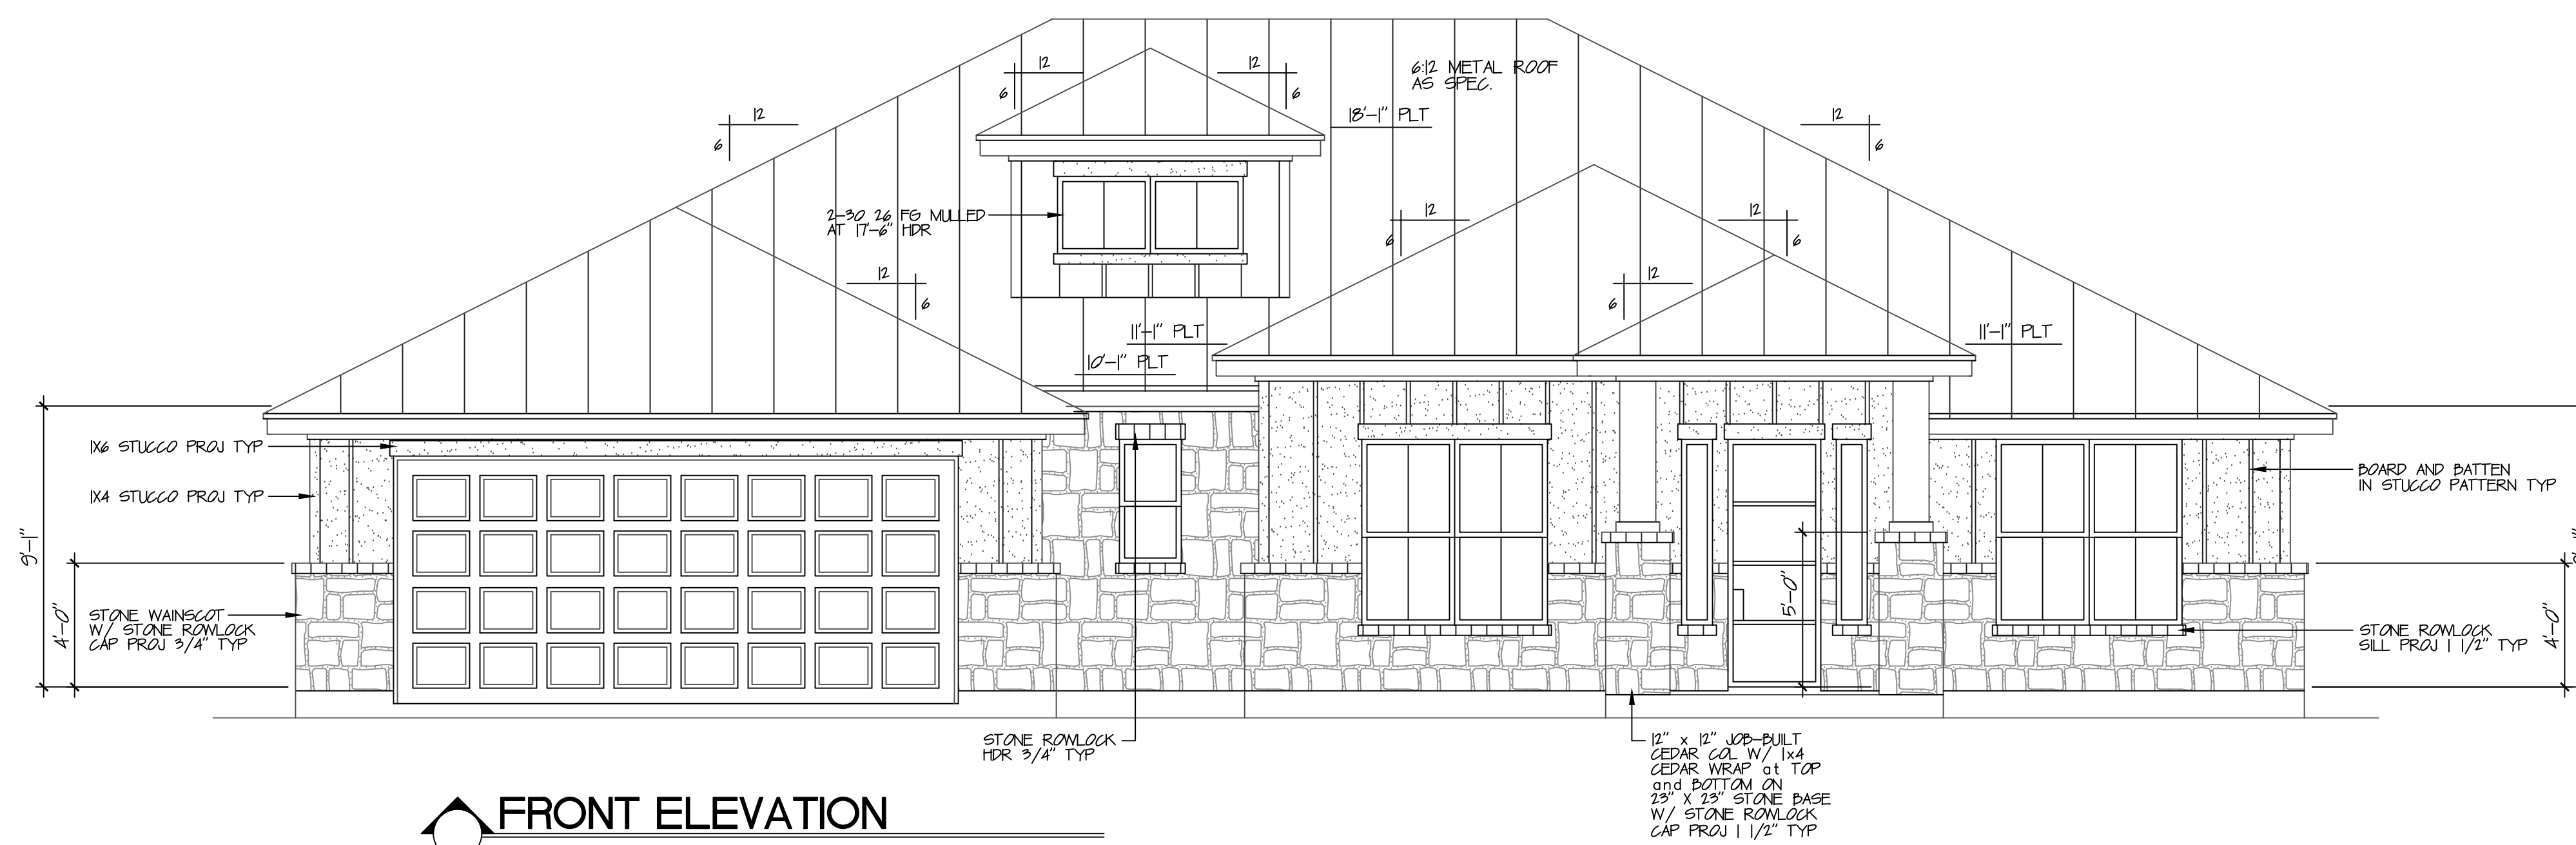 12
12
6
6
6:12 METAL ROOF
AS SPEC.
18'-1" PLT
12
6
12
6
2-30 26 FG MULLED
AT 17'-6" HDR
12
6
12
6
12
6
12
6
11'-1" PLT
10'-1" PLT
11'-1" PLT
1X6 STUCCO PROJ TYP
1X4 STUCCO PROJ TYP
9'-1"
4'-0"
STONE WAINSCOT
W/ STONE ROWLOCK
CAP PROJ 3/4" TYP
5'-0"
BOARD AND BATTEN
IN STUCCO PATTERN TYP
STONE ROWLOCK
SILL PROJ 1 1/2" TYP
4'-0"
STONE ROWLOCK
HDR 3/4" TYP
12" x 12" JOB-BUILT
CEDAR COL W/ 1x4
CEDAR WRAP at TOP
and BOTTOM ON
23" X 23" STONE BASE
W/ STONE ROWLOCK
CAP PROJ 1 1/2" TYP
FRONT ELEVATION